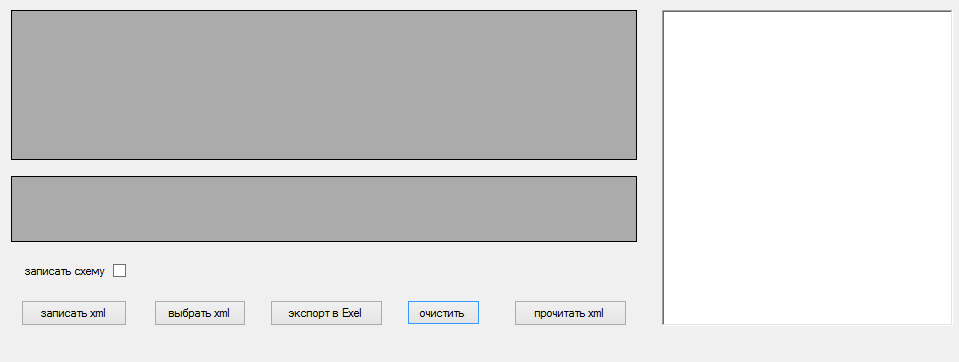 записать схему
записать xml
выбрать xml
экспорт в Exel
очистить
прочитать xml